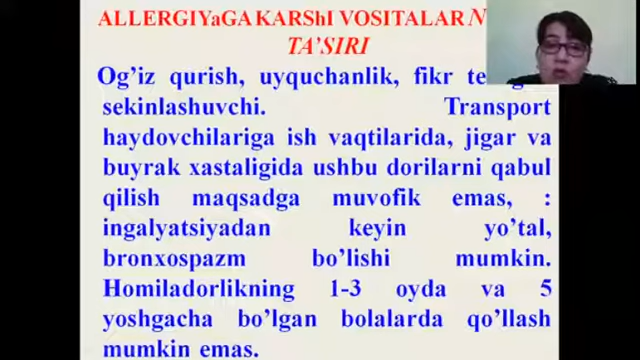 ALLERGIYaGA KARShI VOSITALAR
TA’SIRI
Og’iz qurish, uyquchanlik, fikr
sekinlashuvchi. Transport
haydovchilariga ish vaqtilarida, jigar va
buyrak xastaligida ushbu dorilarni qabul
qilish maqsadga muvofik emas, :
ingalyatsiyadan keyin yo’tal,
bronxospazm bo’lishi mumkin.
Homiladorlikning 1-3 oyda va 5
yoshgacha bo’lgan bolalarda qo’llash
mumkin emas.